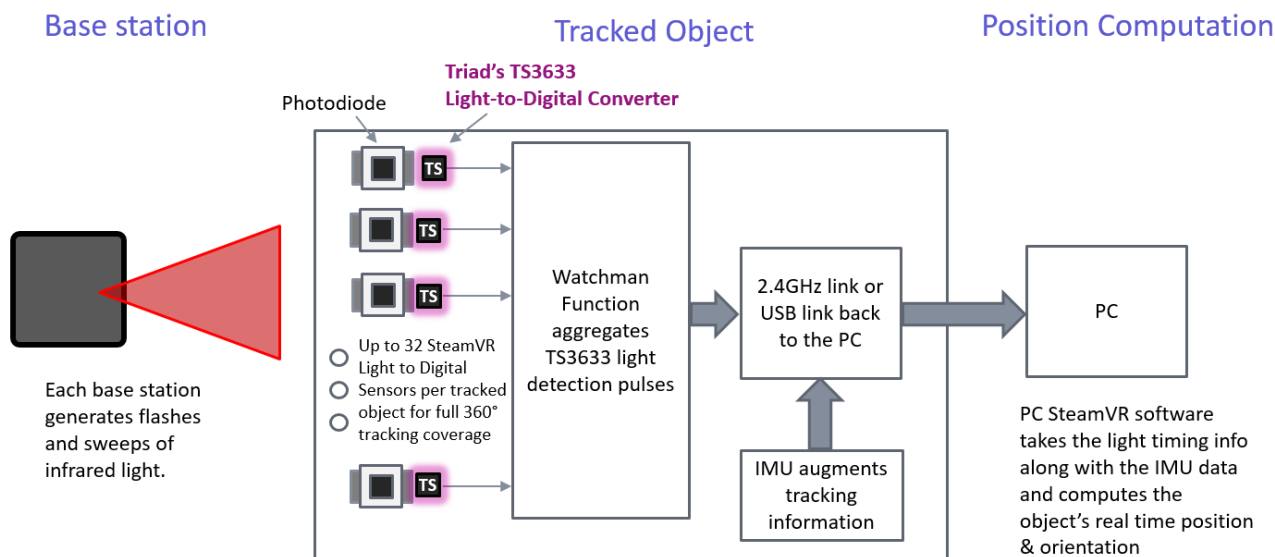 Base station
Tracked Object
Position Computation
Triad's TS3633
Light-to-Digital Converter
Photodiode
TS
TS
TS
Up to 32 SteamVR
Light to Digital
Sensors per tracked
object for full 360°
tracking coverage
TS
Watchman
Function
aggregates
TS3633 light
detection pulses
2.4GHz link or
USB link back
to the PC
IMU augments
tracking
information
PC
Each base station
generates flashes
and sweeps of
infrared light.
PC SteamVR software
takes the light timing info
along with the IMU data
and computes the
object's real time position
& orientation